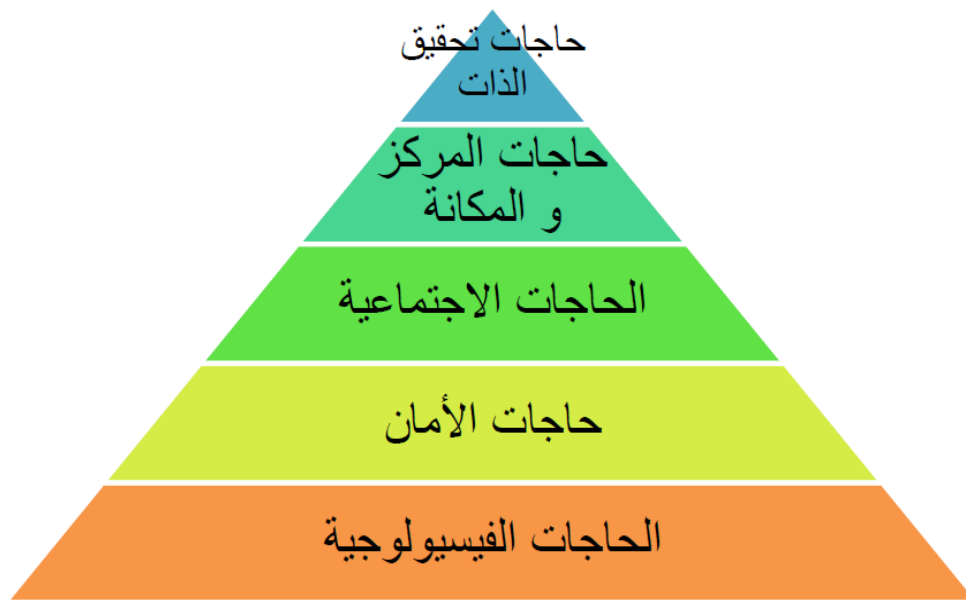 حاجات تحقيق
الذات
حاجات المركز
و المكانة
الحاجات الاجتماعية
حاجات الأمان
الحاجات الفيسيولوجية